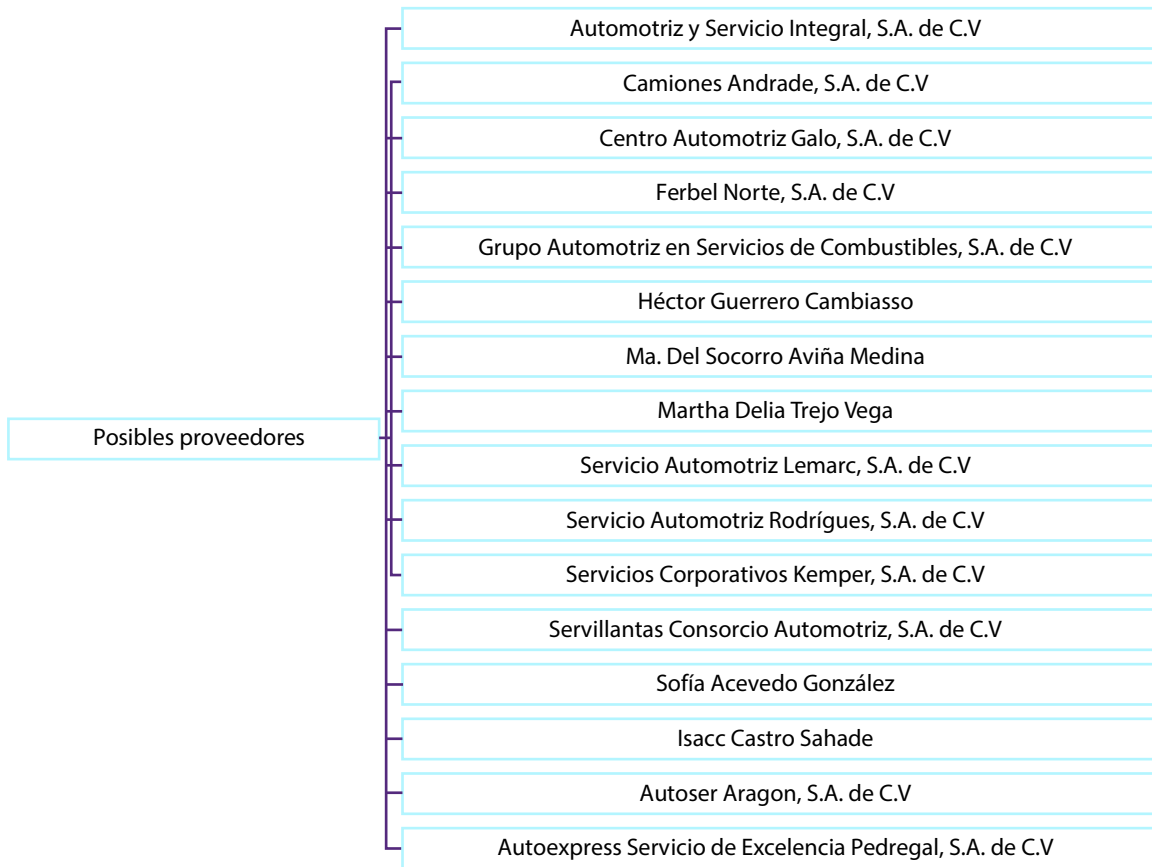 Automotriz y Servicio Integral, S.A. de C.V
Camiones Andrade, S.A. de C.V
Centro Automotriz Galo, S.A. de C.V
Ferbel Norte, S.A. de C.V
Grupo Automotriz en Servicios de Combustibles, S.A. de C.V
Héctor Guerrero Cambiasso
Ma. Del Socorro Aviña Medina
Martha Delia Trejo Vega
Posibles proveedores
Servicio Automotriz Lemarc, S.A. de C.V
Servicio Automotriz Rodrígues, S.A. de C.V
Servicios Corporativos Kemper, S.A. de C.V
Servillantas Consorcio Automotriz, S.A. de C.V
Sofía Acevedo González
Isacc Castro Sahade
Autoser Aragon, S.A. de C.V
Autoexpress Servicio de Excelencia Pedregal, S.A. de C.V